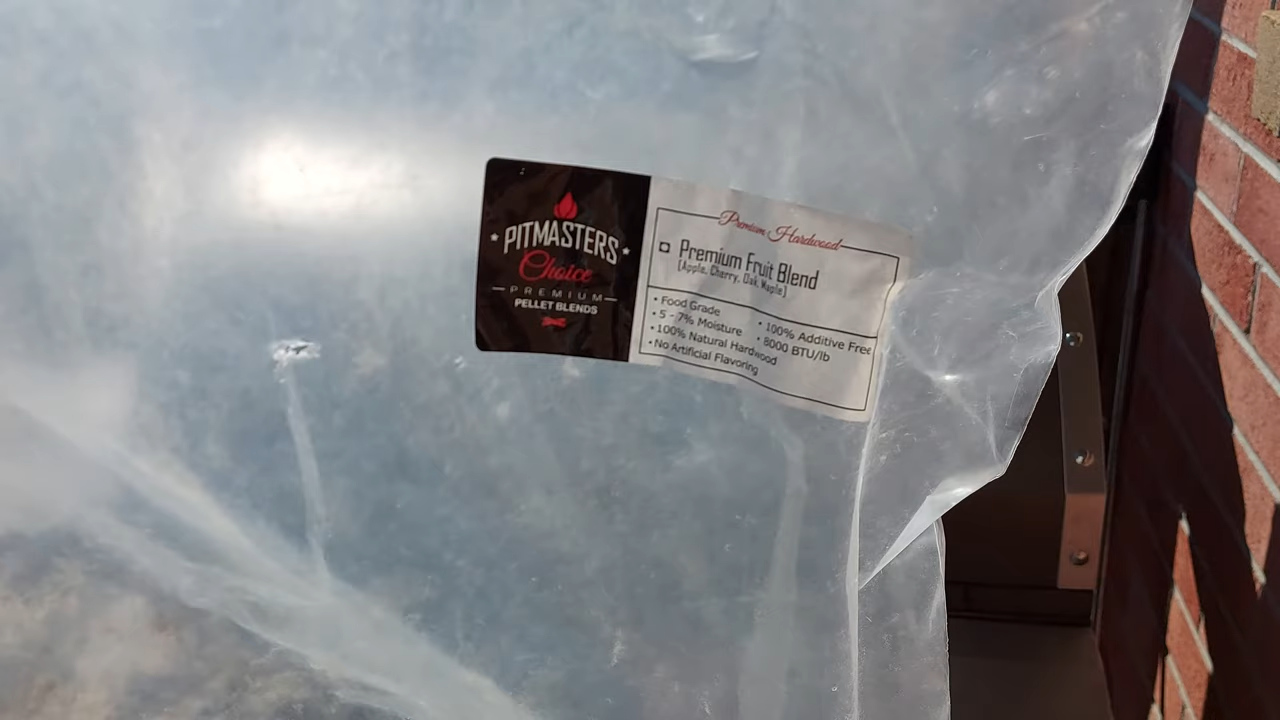 PITMASTERS
Choice
PREMIUM
PELLET BLENDS
Premium Hardwood
Premium Fruit Blend
(Apple, Cherry, Oak, Maple)
• Food Grade
• 5 - 7% Moisture
• 100% Natural Hardwood
• No Artificial Flavoring
• 100% Additive Free
• 8000 BTU/lb